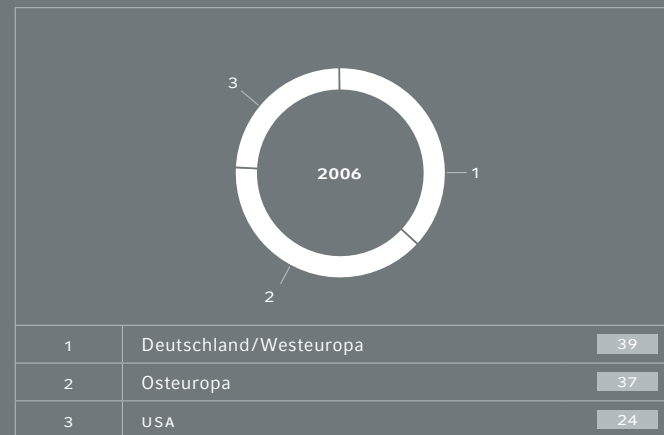 3
2006
1
2
1 Deutschland/Westeuropa 39
2 Osteuropa 37
3 USA 24